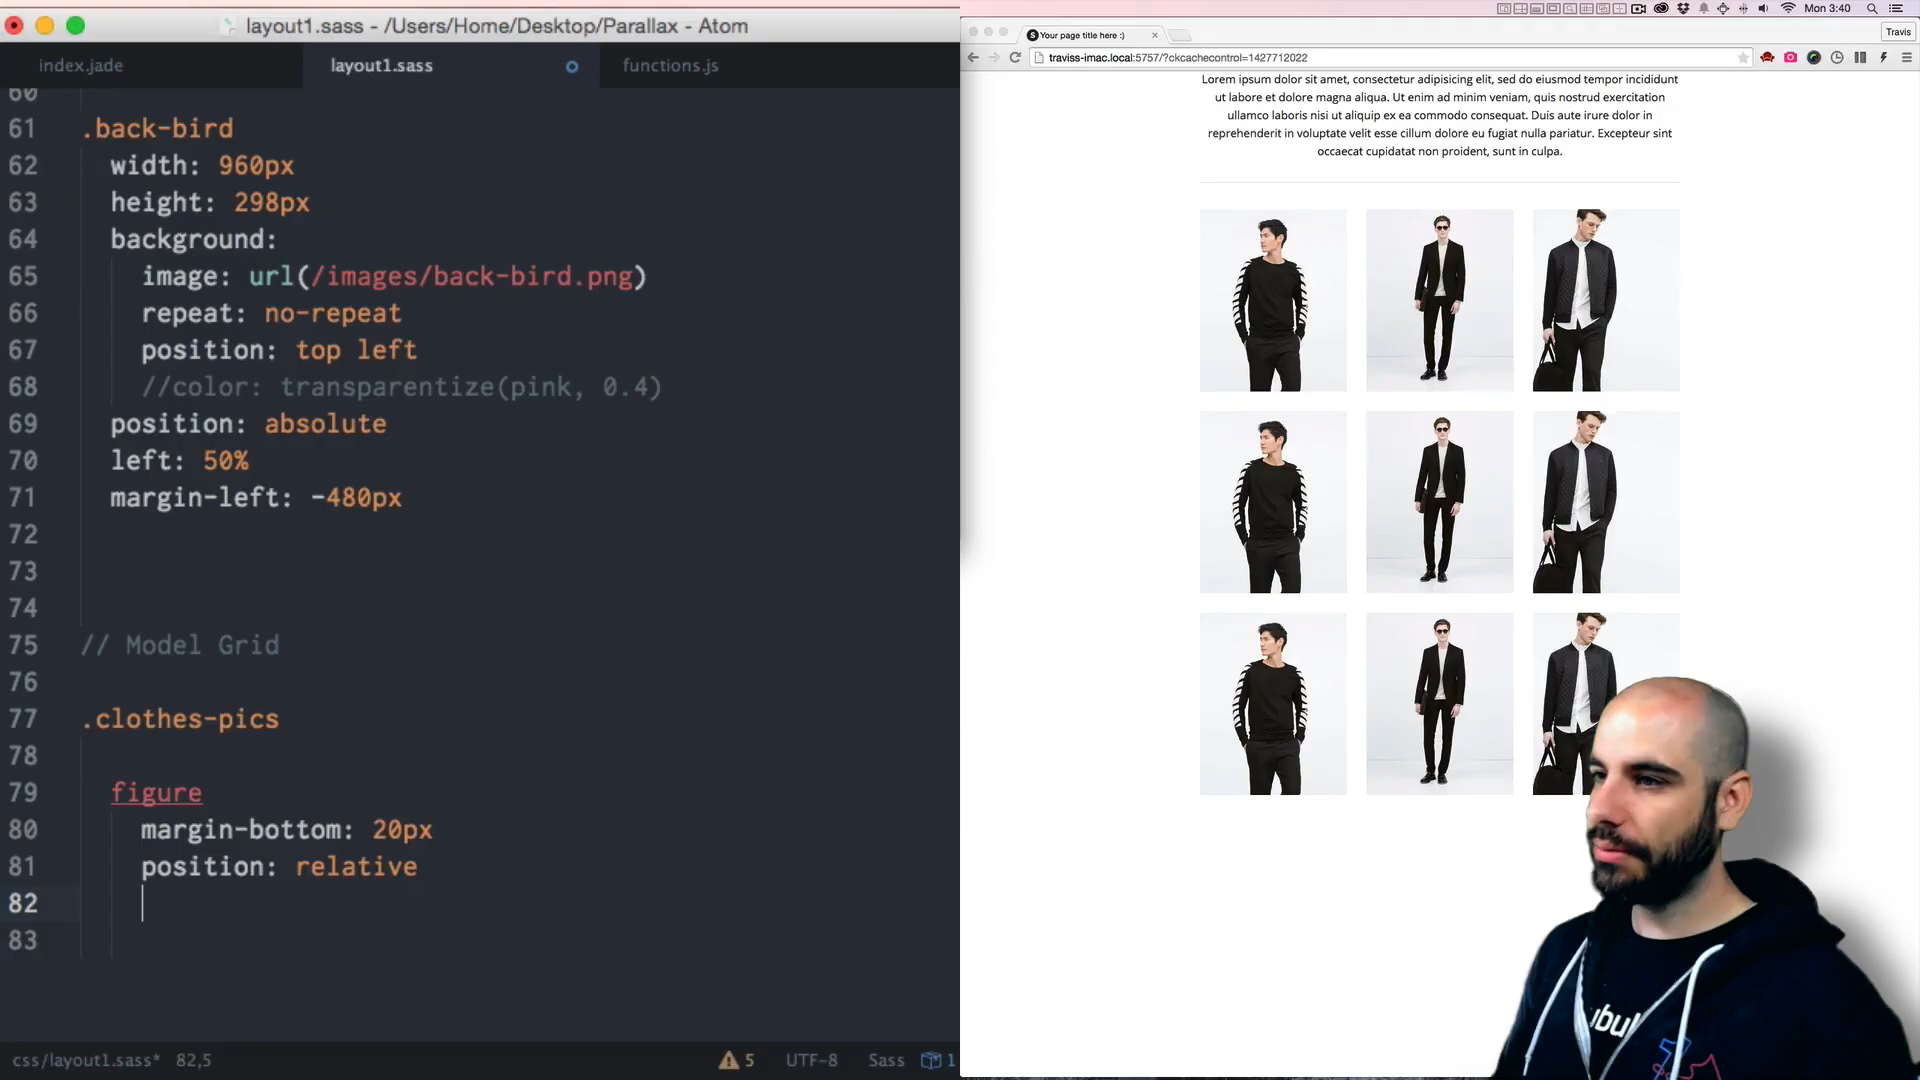 layout1.sass - /Users/Home/Desktop/Parallax - Atom
index.jade
layout1.sass
functions.js
60
61 .back-bird
62 width: 960px
63 height: 298px
64 background:
65 image: url(/images/back-bird.png)
66 repeat: no-repeat
67 position: top left
68 //color: transparentize(pink, 0.4)
69 position: absolute
70 left: 50%
71 margin-left: -480px
72
73
74
75 // Model Grid
76
77 .clothes-pics
78
79 figure
80 margin-bottom: 20px
81 position: relative
82
83
css/layout1.sass* 82,5
5 UTF-8 Sass 1
Mon 3:40
Your page title here :)
Travis
traviss-imac.local:5757/?ckcachecontrol=1427712022
Lorem ipsum dolor sit amet, consectetur adipisicing elit, sed do eiusmod tempor incididunt
ut labore et dolore magna aliqua. Ut enim ad minim veniam, quis nostrud exercitation
ullamco laboris nisi ut aliquip ex ea commodo consequat. Duis aute irure dolor in
reprehenderit in voluptate velit esse cillum dolore eu fugiat nulla pariatur. Excepteur sint
occaecat cupidatat non proident, sunt in culpa.